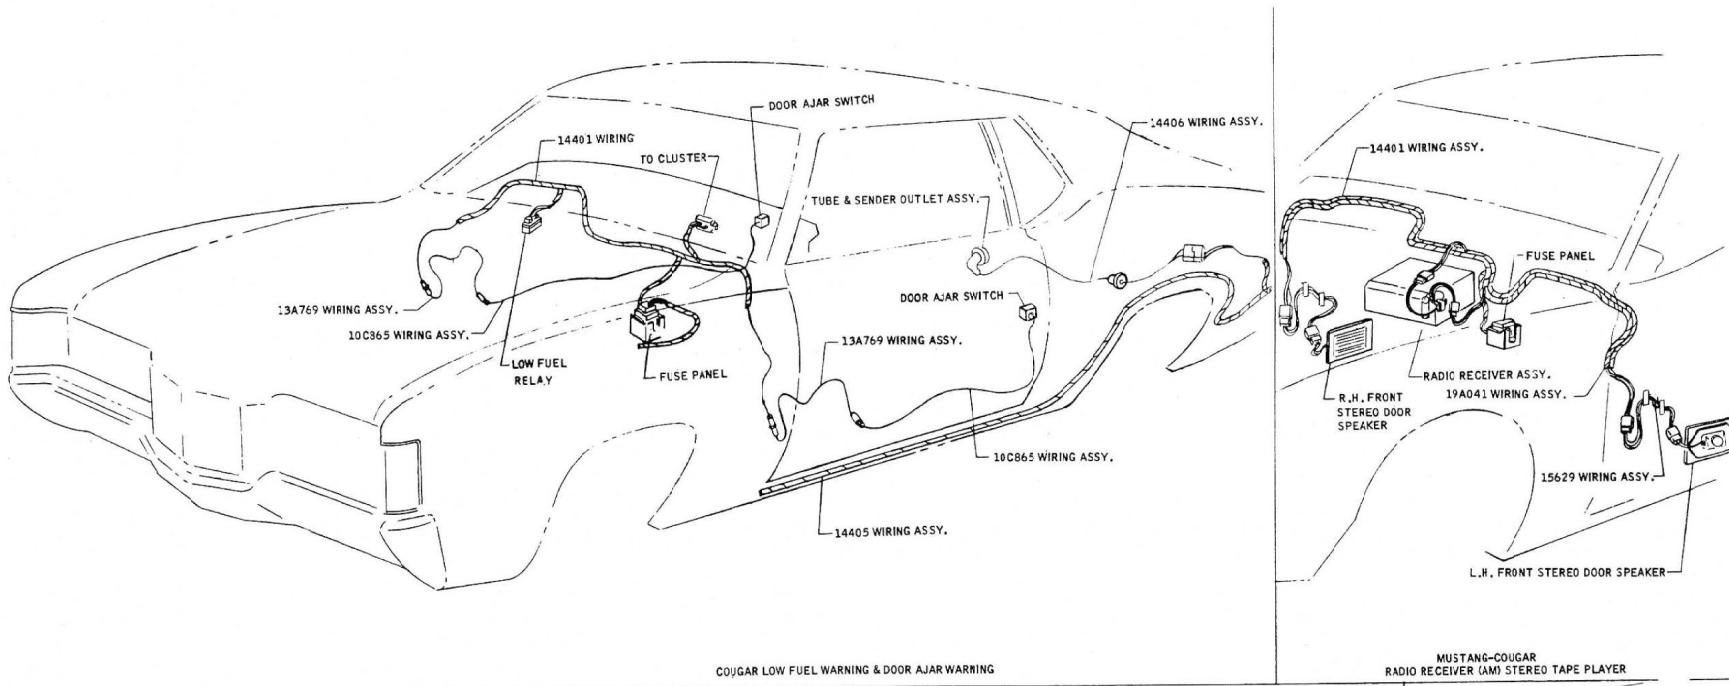 DOOR AJAR SWITCH
14401 WIRING
TO CLUSTER
14406 WIRING ASSY.
TUBE & SENDER OUTLET ASSY.
DOOR AJAR SWITCH
13A769 WIRING ASSY.
10C865 WIRING ASSY.
13A769 WIRING ASSY.
LOW FUEL
RELAY
FUSE PANEL
10C865 WIRING ASSY.
14405 WIRING ASSY.
COUGAR LOW FUEL WARNING & DOOR AJAR WARNING
14401 WIRING ASSY.
FUSE PANEL
RADIO RECEIVER ASSY.
19A041 WIRING ASSY.
R.H. FRONT
STEREO DOOR
SPEAKER
15629 WIRING ASSY.
L.H. FRONT STEREO DOOR SPEAKER
MUSTANG-COUGAR
RADIO RECEIVER (AM) STEREO TAPE PLAYER